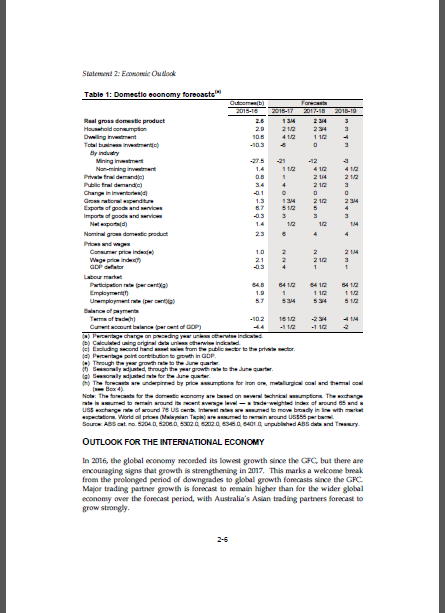 Statement 2: Economic Outlook
Table 1: Domestic economy forecasts(a)
Outcomes(b) Forecasts
2015-16 2016-17 2017-18 2018-19
Real gross domestic product 2.6 1 3/4 2 3/4 3
Household consumption 2.9 2 1/2 2 3/4 3
Dwelling investment 10.6 4 1/2 1 1/2 -4
Total business investment(c) -10.3 -6 0 3
By industry
Mining investment -27.5 -21 -12 -3
Non-mining investment 1.4 1 1/2 4 1/2 4 1/2
Private final demand(c) 0.8 1 2 1/4 2 1/2
Public final demand(c) 3.4 4 2 1/2 3
Change in inventories(d) -0.1 0 0 0
Gross national expenditure 1.3 1 3/4 2 1/2 2 3/4
Exports of goods and services 6.7 5 1/2 5 4
Imports of goods and services -0.3 3 3 3
Net exports(d) 1.4 1/2 1/2 1/4
Nominal gross domestic product 2.3 6 4 4
Prices and wages
Consumer price index(e) 1.0 2 2 2 1/4
Wage price index(f) 2.1 2 2 1/2 3
GDP deflator -0.3 4 1 1
Labour market
Participation rate (per cent)(g) 64.8 64 1/2 64 1/2 64 1/2
Employment(f) 1.9 1 1 1/2 1 1/2
Unemployment rate (per cent)(g) 5.7 5 3/4 5 3/4 5 1/2
Balance of payments
Terms of trade(h) -10.2 16 1/2 -2 3/4 -4 1/4
Current account balance (per cent of GDP) -4.4 -1 1/2 -1 1/2 -2
(a) Percentage change on preceding year unless otherwise indicated.
(b) Calculated using original data unless otherwise indicated.
(c) Excluding second hand asset sales from the public sector to the private sector.
(d) Percentage point contribution to growth in GDP.
(e) Through the year growth rate to the June quarter.
(f) Seasonally adjusted, through the year growth rate to the June quarter.
(g) Seasonally adjusted rate for the June quarter.
(h) The forecasts are underpinned by price assumptions for iron ore, metallurgical coal and thermal coal
(see Box 4).
Note: The forecasts for the domestic economy are based on several technical assumptions. The exchange
rate is assumed to remain around its recent average level — a trade-weighted index of around 65 and a
US$ exchange rate of around 76 US cents. Interest rates are assumed to move broadly in line with market
expectations. World oil prices (Malaysian Tapis) are assumed to remain around US$55 per barrel.
Source: ABS cat. no. 5204.0, 5206.0, 5302.0, 6202.0, 6345.0, 6401.0, unpublished ABS data and Treasury.
OUTLOOK FOR THE INTERNATIONAL ECONOMY
In 2016, the global economy recorded its lowest growth since the GFC, but there are
encouraging signs that growth is strengthening in 2017. This marks a welcome break
from the prolonged period of downgrades to global growth forecasts since the GFC.
Major trading partner growth is forecast to remain higher than for the wider global
economy over the forecast period, with Australia's Asian trading partners forecast to
grow strongly.
2-6